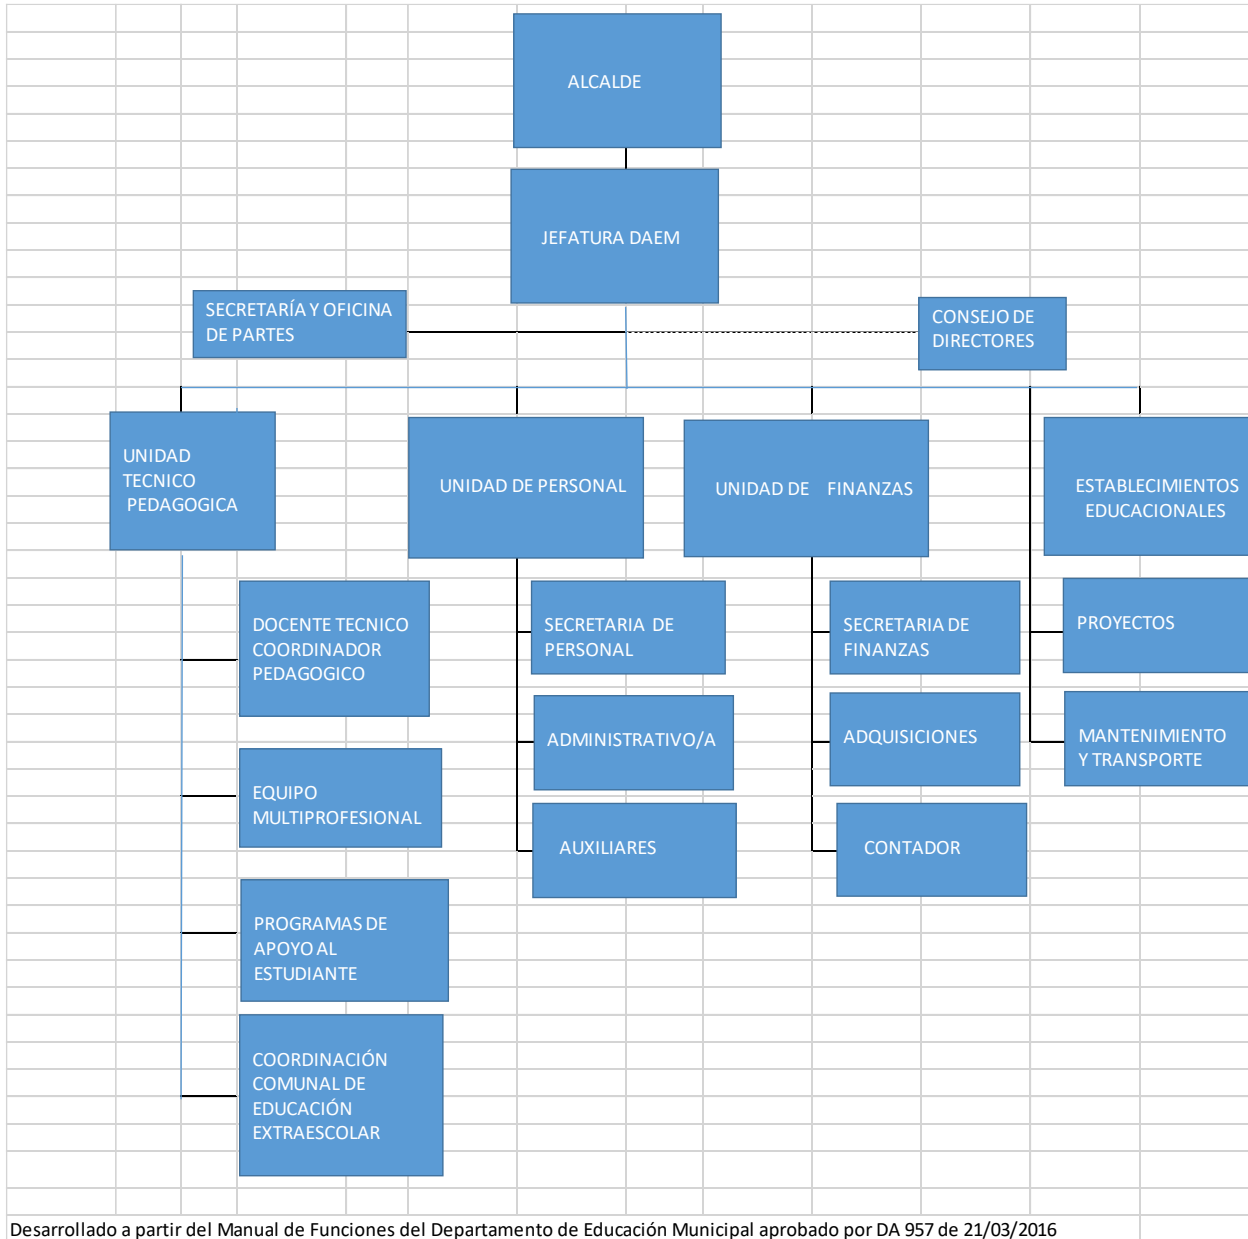 ALCALDE
JEFATURA DAEM
SECRETARÍA Y OFICINA
DE PARTES
CONSEJO DE
DIRECTORES
UNIDAD
TECNICO
PEDAGOGICA
UNIDAD DE PERSONAL
UNIDAD DE FINANZAS
ESTABLECIMIENTOS
EDUCACIONALES
DOCENTE TECNICO
COORDINADOR
PEDAGOGICO
SECRETARIA DE
PERSONAL
SECRETARIA DE
FINANZAS
PROYECTOS
ADMINISTRATIVO/A
ADQUISICIONES
MANTENIMIENTO
Y TRANSPORTE
EQUIPO
MULTIPROFESIONAL
AUXILIARES
CONTADOR
PROGRAMAS DE
APOYO AL
ESTUDIANTE
COORDINACIÓN
COMUNAL DE
EDUCACIÓN
EXTRAESCOLAR
Desarrollado a partir del Manual de Funciones del Departamento de Educación Municipal aprobado por DA 957 de 21/03/2016